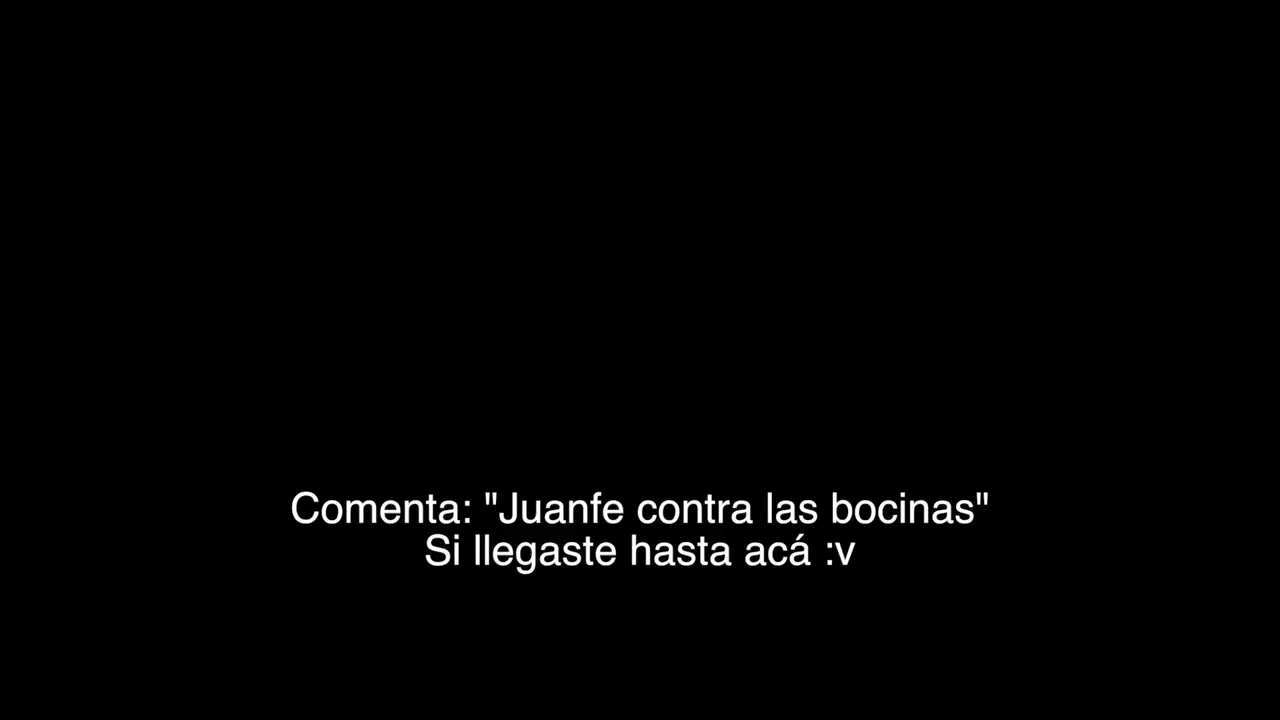 Comenta: "Juanfe contra las bocinas"
Si llegaste hasta acá :v